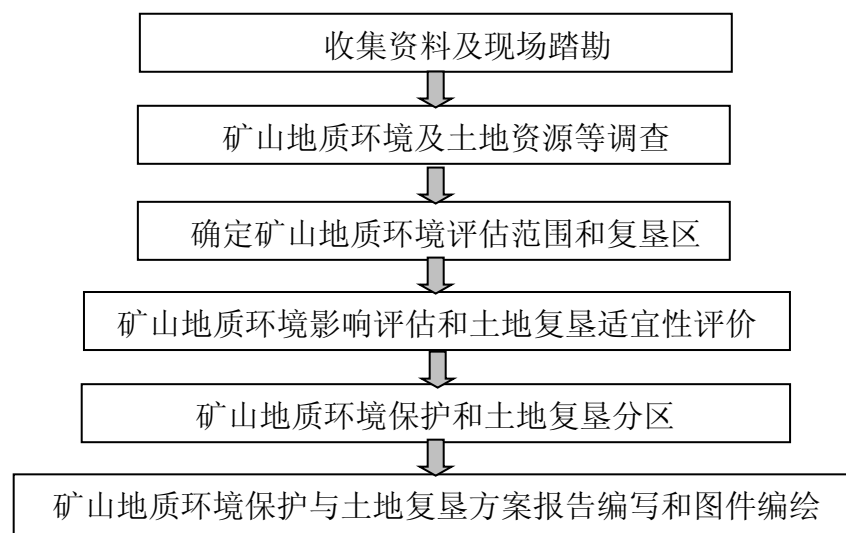 收集资料及现场踏勘
矿山地质环境及土地资源等调查
确定矿山地质环境评估范围和复垦区
矿山地质环境影响评估和土地复垦适宜性评价
矿山地质环境保护和土地复垦分区
矿山地质环境保护与土地复垦方案报告编写和图件编绘